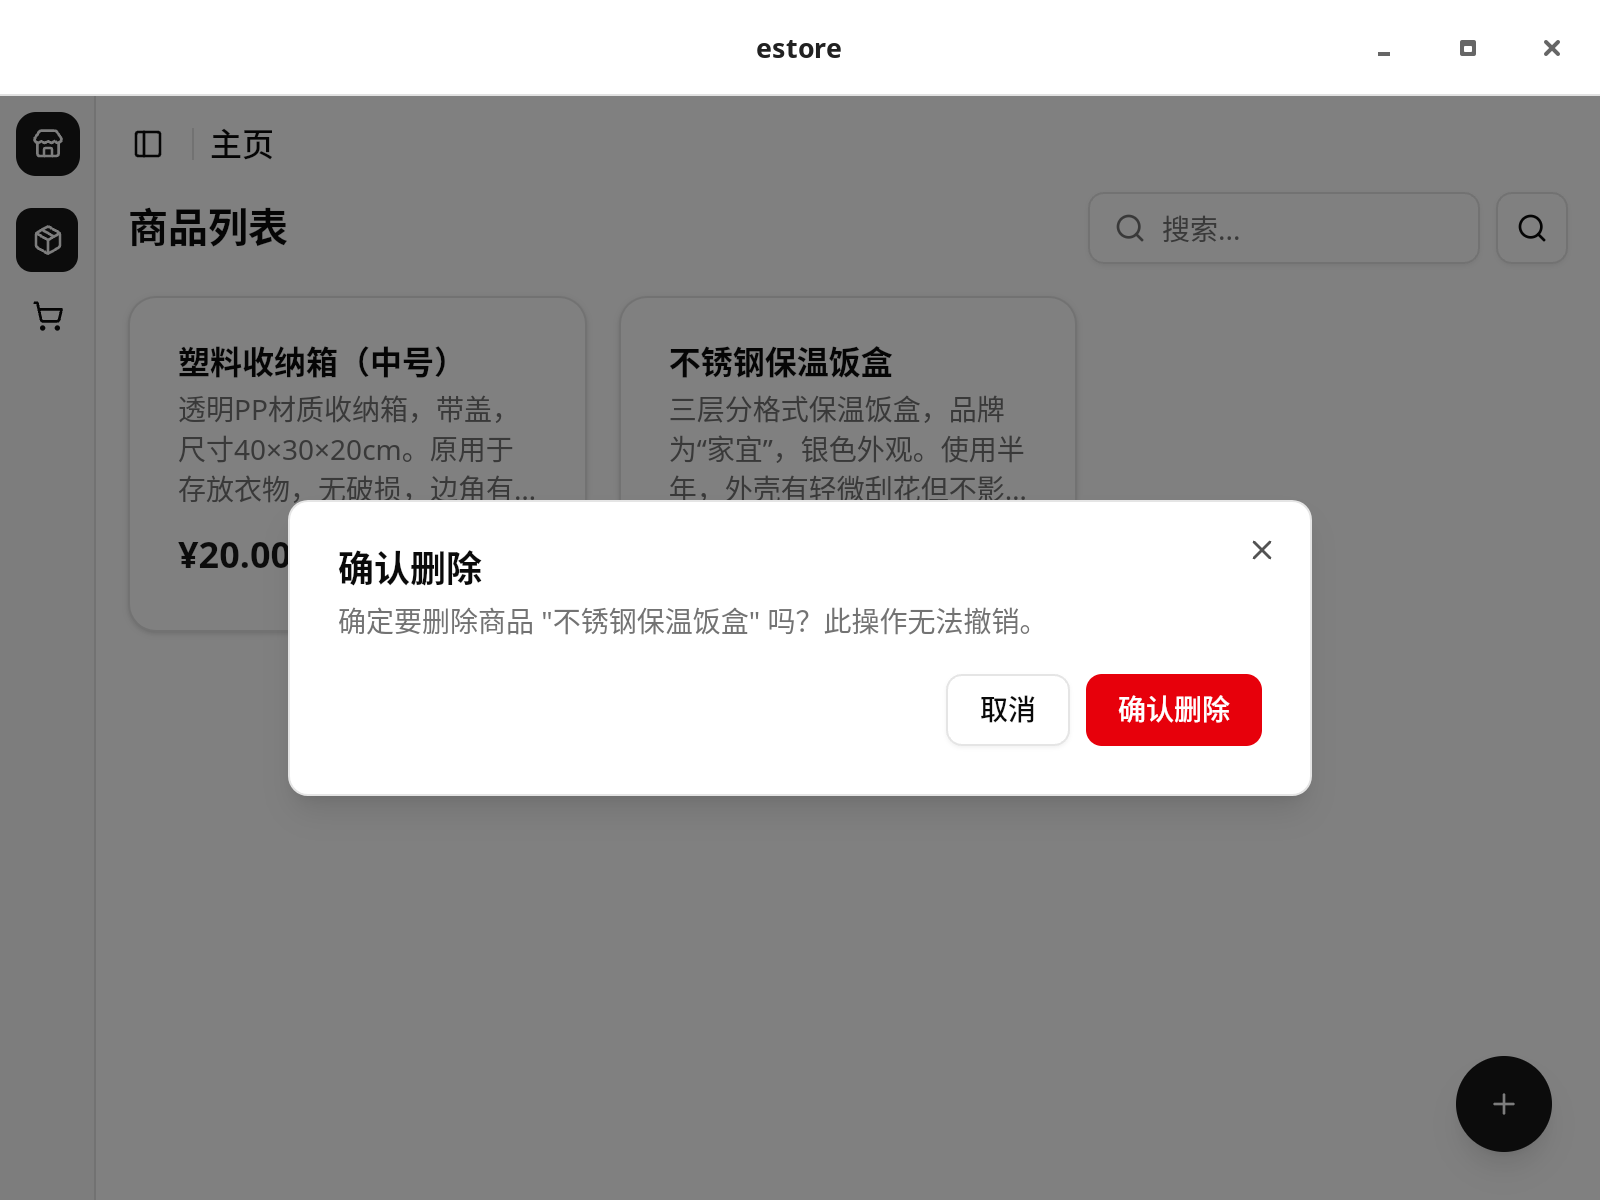 estore
主页
商品列表
搜索...
塑料收纳箱（中号）
透明PP材质收纳箱，带盖，
尺寸40×30×20cm。原用于
存放衣物，无破损，边角有...
¥20.00
不锈钢保温饭盒
三层分格式保温饭盒，品牌
为“家宜”，银色外观。使用半
年，外壳有轻微刮花但不影...
确认删除
确定要删除商品 "不锈钢保温饭盒" 吗？此操作无法撤销。
取消
确认删除